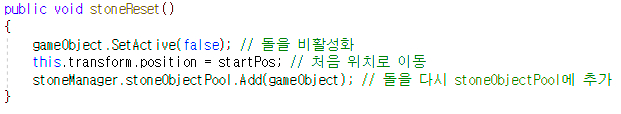 public void stoneReset()
{
gameObject.SetActive(false); // 돌을 비활성화
this.transform.position = startPos; // 처음 위치로 이동
stoneManager.stoneObjectPool.Add(gameObject); // 돌을 다시 stoneObjectPool에 추가
}